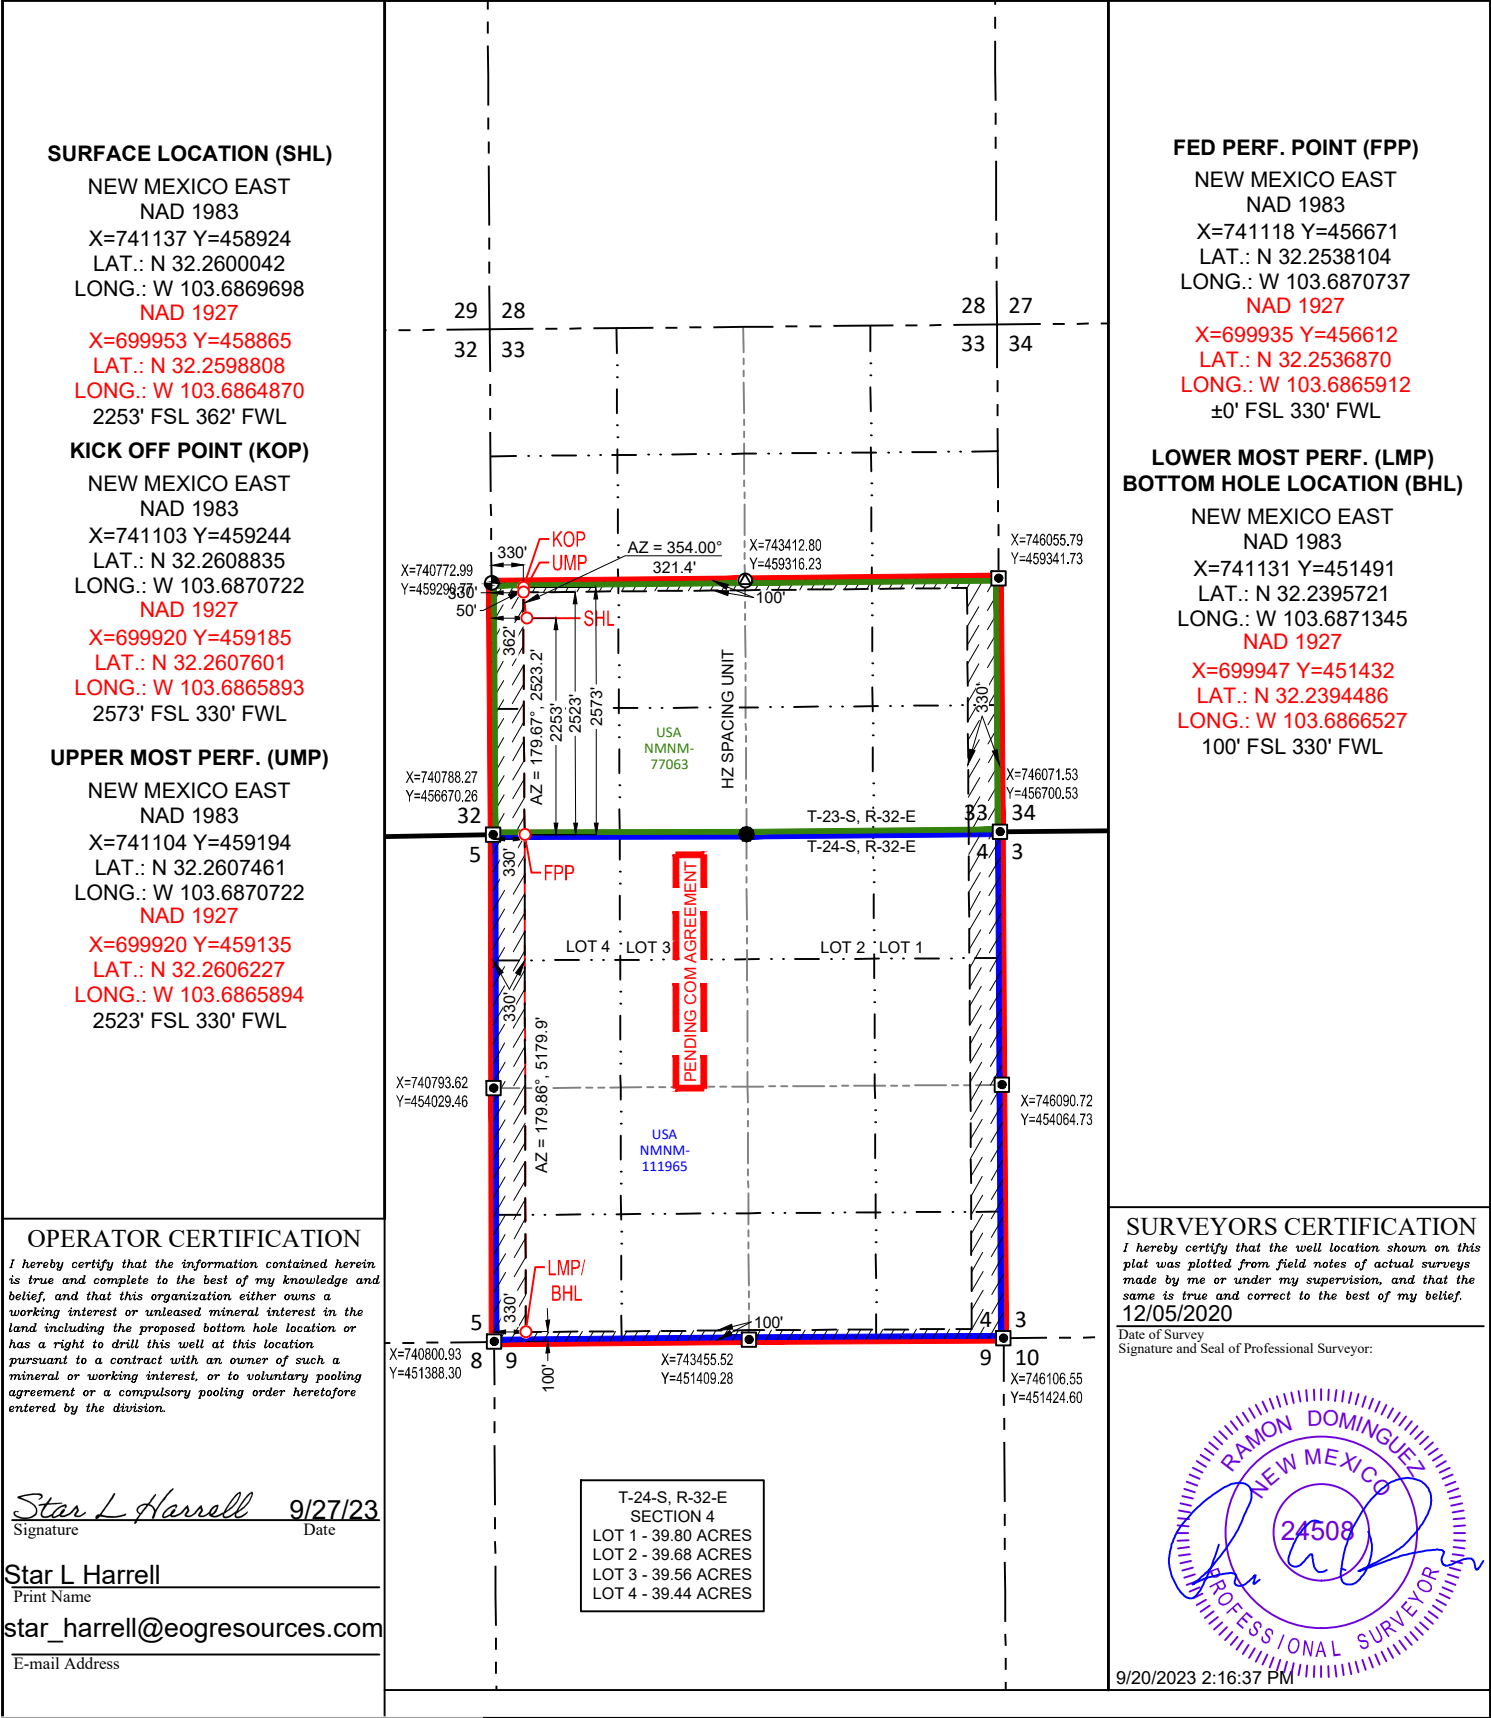 SURFACE LOCATION (SHL)
NEW MEXICO EAST
NAD 1983
X=741137 Y=458924
LAT.: N 32.2600042
LONG.: W 103.6869698
NAD 1927
X=699953 Y=458865
LAT.: N 32.2598808
LONG.: W 103.6864870
2253' FSL 362' FWL
KICK OFF POINT (KOP)
NEW MEXICO EAST
NAD 1983
X=741103 Y=459244
LAT.: N 32.2608835
LONG.: W 103.6870722
NAD 1927
X=699920 Y=459185
LAT.: N 32.2607601
LONG.: W 103.6865893
2573' FSL 330' FWL
UPPER MOST PERF. (UMP)
NEW MEXICO EAST
NAD 1983
X=741104 Y=459194
LAT.: N 32.2607461
LONG.: W 103.6870722
NAD 1927
X=699920 Y=459135
LAT.: N 32.2606227
LONG.: W 103.6865894
2523' FSL 330' FWL
OPERATOR CERTIFICATION
I hereby certify that the information contained herein
is true and complete to the best of my knowledge and
belief, and that this organization either owns a
working interest or unleased mineral interest in the
land including the proposed bottom hole location or
has a right to drill this well at this location
pursuant to a contract with an owner of such a
mineral or working interest, or to voluntary pooling
agreement or a compulsory pooling order heretofore
entered by the division.
Star L Harrell 9/27/23
Signature Date
Star L Harrell
Print Name
star_harrell@eogresources.com
E-mail Address
29 28
32 33
28 27
33 34
KOP
UMP
330'
AZ = 354.00°
321.4'
X=743412.80
Y=459316.23
X=746055.79
Y=459341.73
X=740772.99
Y=459290.77
330'
50'
100'
SHL
362'
AZ = 179.67°, 2523.2'
2253'
2523'
2573'
HZ SPACING UNIT
330'
USA
NMNM-
77063
X=740788.27
Y=456670.26
X=746071.53
Y=456700.53
32
5
T-23-S, R-32-E
T-24-S, R-32-E
33 34
4 3
330'
FPP
PENDING COM AGREEMENT
LOT 4 LOT 3
LOT 2 LOT 1
330'
AZ = 179.86°, 5179.9'
X=740793.62
Y=454029.46
X=746090.72
Y=454064.73
USA
NMNM-
111965
LMP/
BHL
330'
100'
5
8 9
4 3
9 10
X=740800.93
Y=451388.30
100'
X=743455.52
Y=451409.28
X=746106.55
Y=451424.60
T-24-S, R-32-E
SECTION 4
LOT 1 - 39.80 ACRES
LOT 2 - 39.68 ACRES
LOT 3 - 39.56 ACRES
LOT 4 - 39.44 ACRES
FED PERF. POINT (FPP)
NEW MEXICO EAST
NAD 1983
X=741118 Y=456671
LAT.: N 32.2538104
LONG.: W 103.6870737
NAD 1927
X=699935 Y=456612
LAT.: N 32.2536870
LONG.: W 103.6865912
±0' FSL 330' FWL
LOWER MOST PERF. (LMP)
BOTTOM HOLE LOCATION (BHL)
NEW MEXICO EAST
NAD 1983
X=741131 Y=451491
LAT.: N 32.2395721
LONG.: W 103.6871345
NAD 1927
X=699947 Y=451432
LAT.: N 32.2394486
LONG.: W 103.6866527
100' FSL 330' FWL
SURVEYORS CERTIFICATION
I hereby certify that the well location shown on this
plat was plotted from field notes of actual surveys
made by me or under my supervision, and that the
same is true and correct to the best of my belief.
12/05/2020
Date of Survey
Signature and Seal of Professional Surveyor:
RAMON DOMINGUEZ
NEW MEXICO
24508
PROFESSIONAL SURVEYOR
9/20/2023 2:16:37 PM